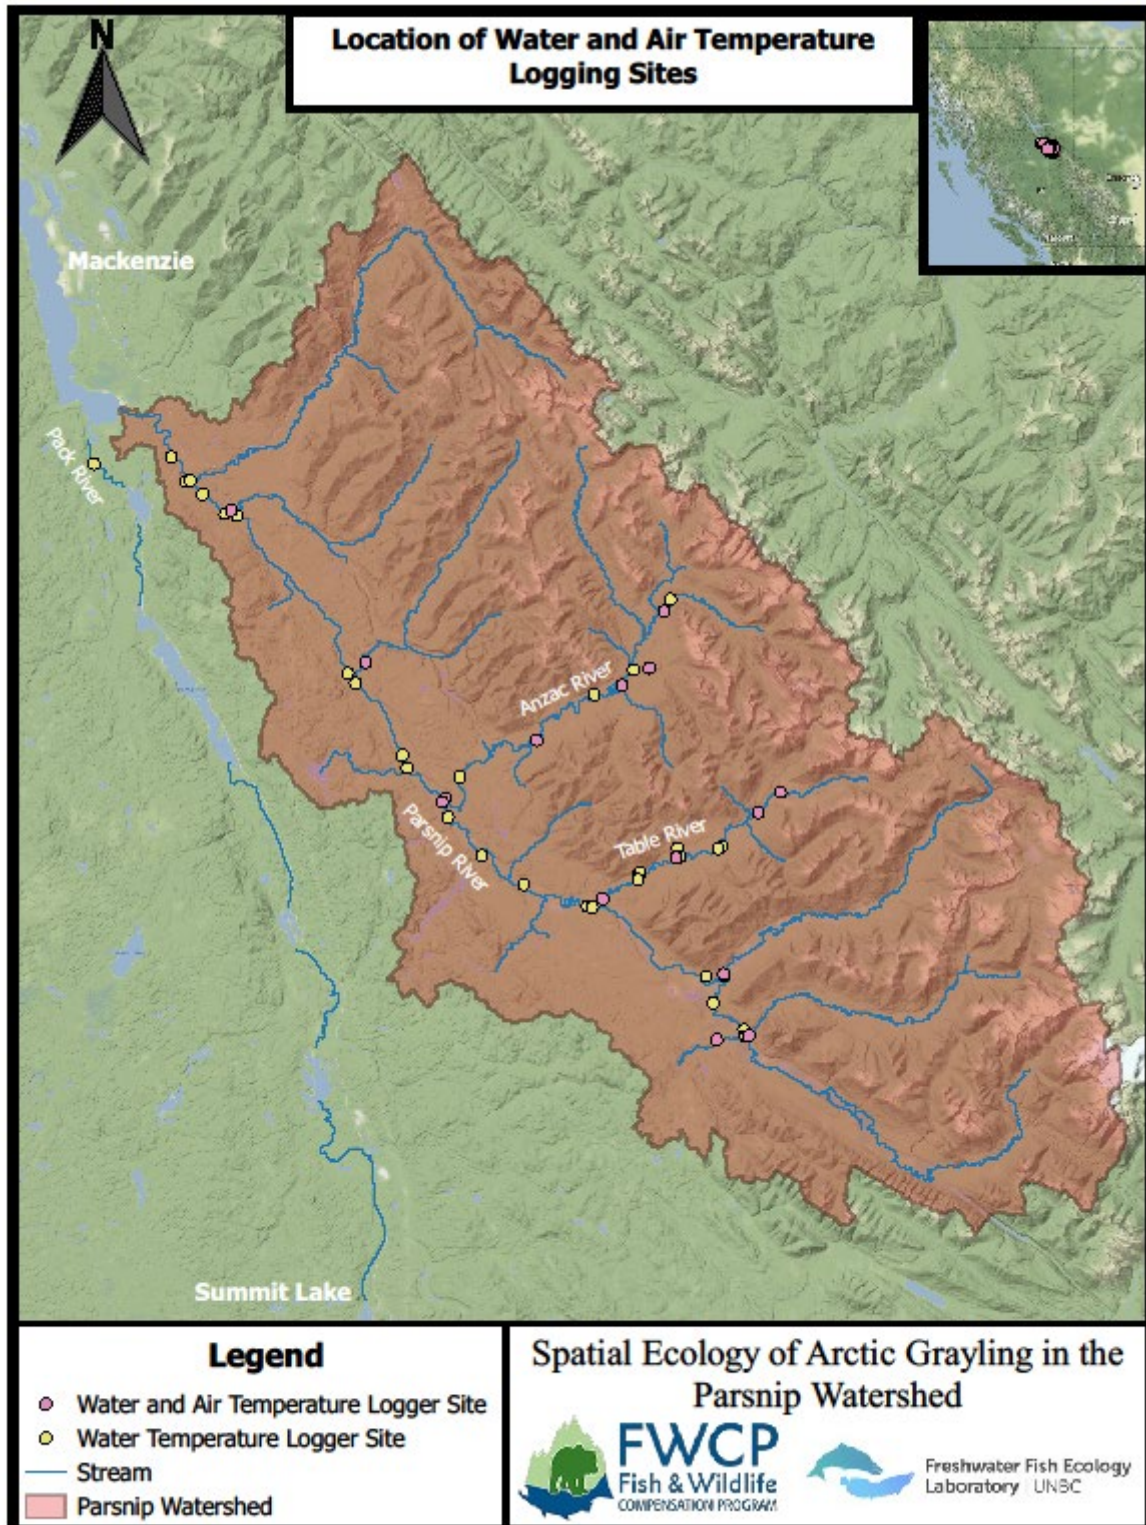 N
Location of Water and Air Temperature
Logging Sites
Mackenzie
Pack River
Anzac River
Parsnip River
Table River
Summit Lake
Legend
Water and Air Temperature Logger Site
Water Temperature Logger Site
Stream
Parsnip Watershed
Spatial Ecology of Arctic Grayling in the
Parsnip Watershed
FWCP
Fish & Wildlife
COMPENSATION PROGRAM
Freshwater Fish Ecology
Laboratory | UNBC